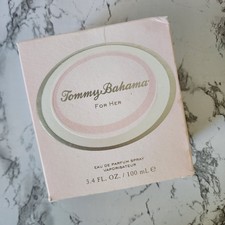 Tommy Bahama®
FOR HER
EAU DE PARFUM SPRAY
VAPORISATEUR
3.4 FL. OZ. / 100 mL ℮